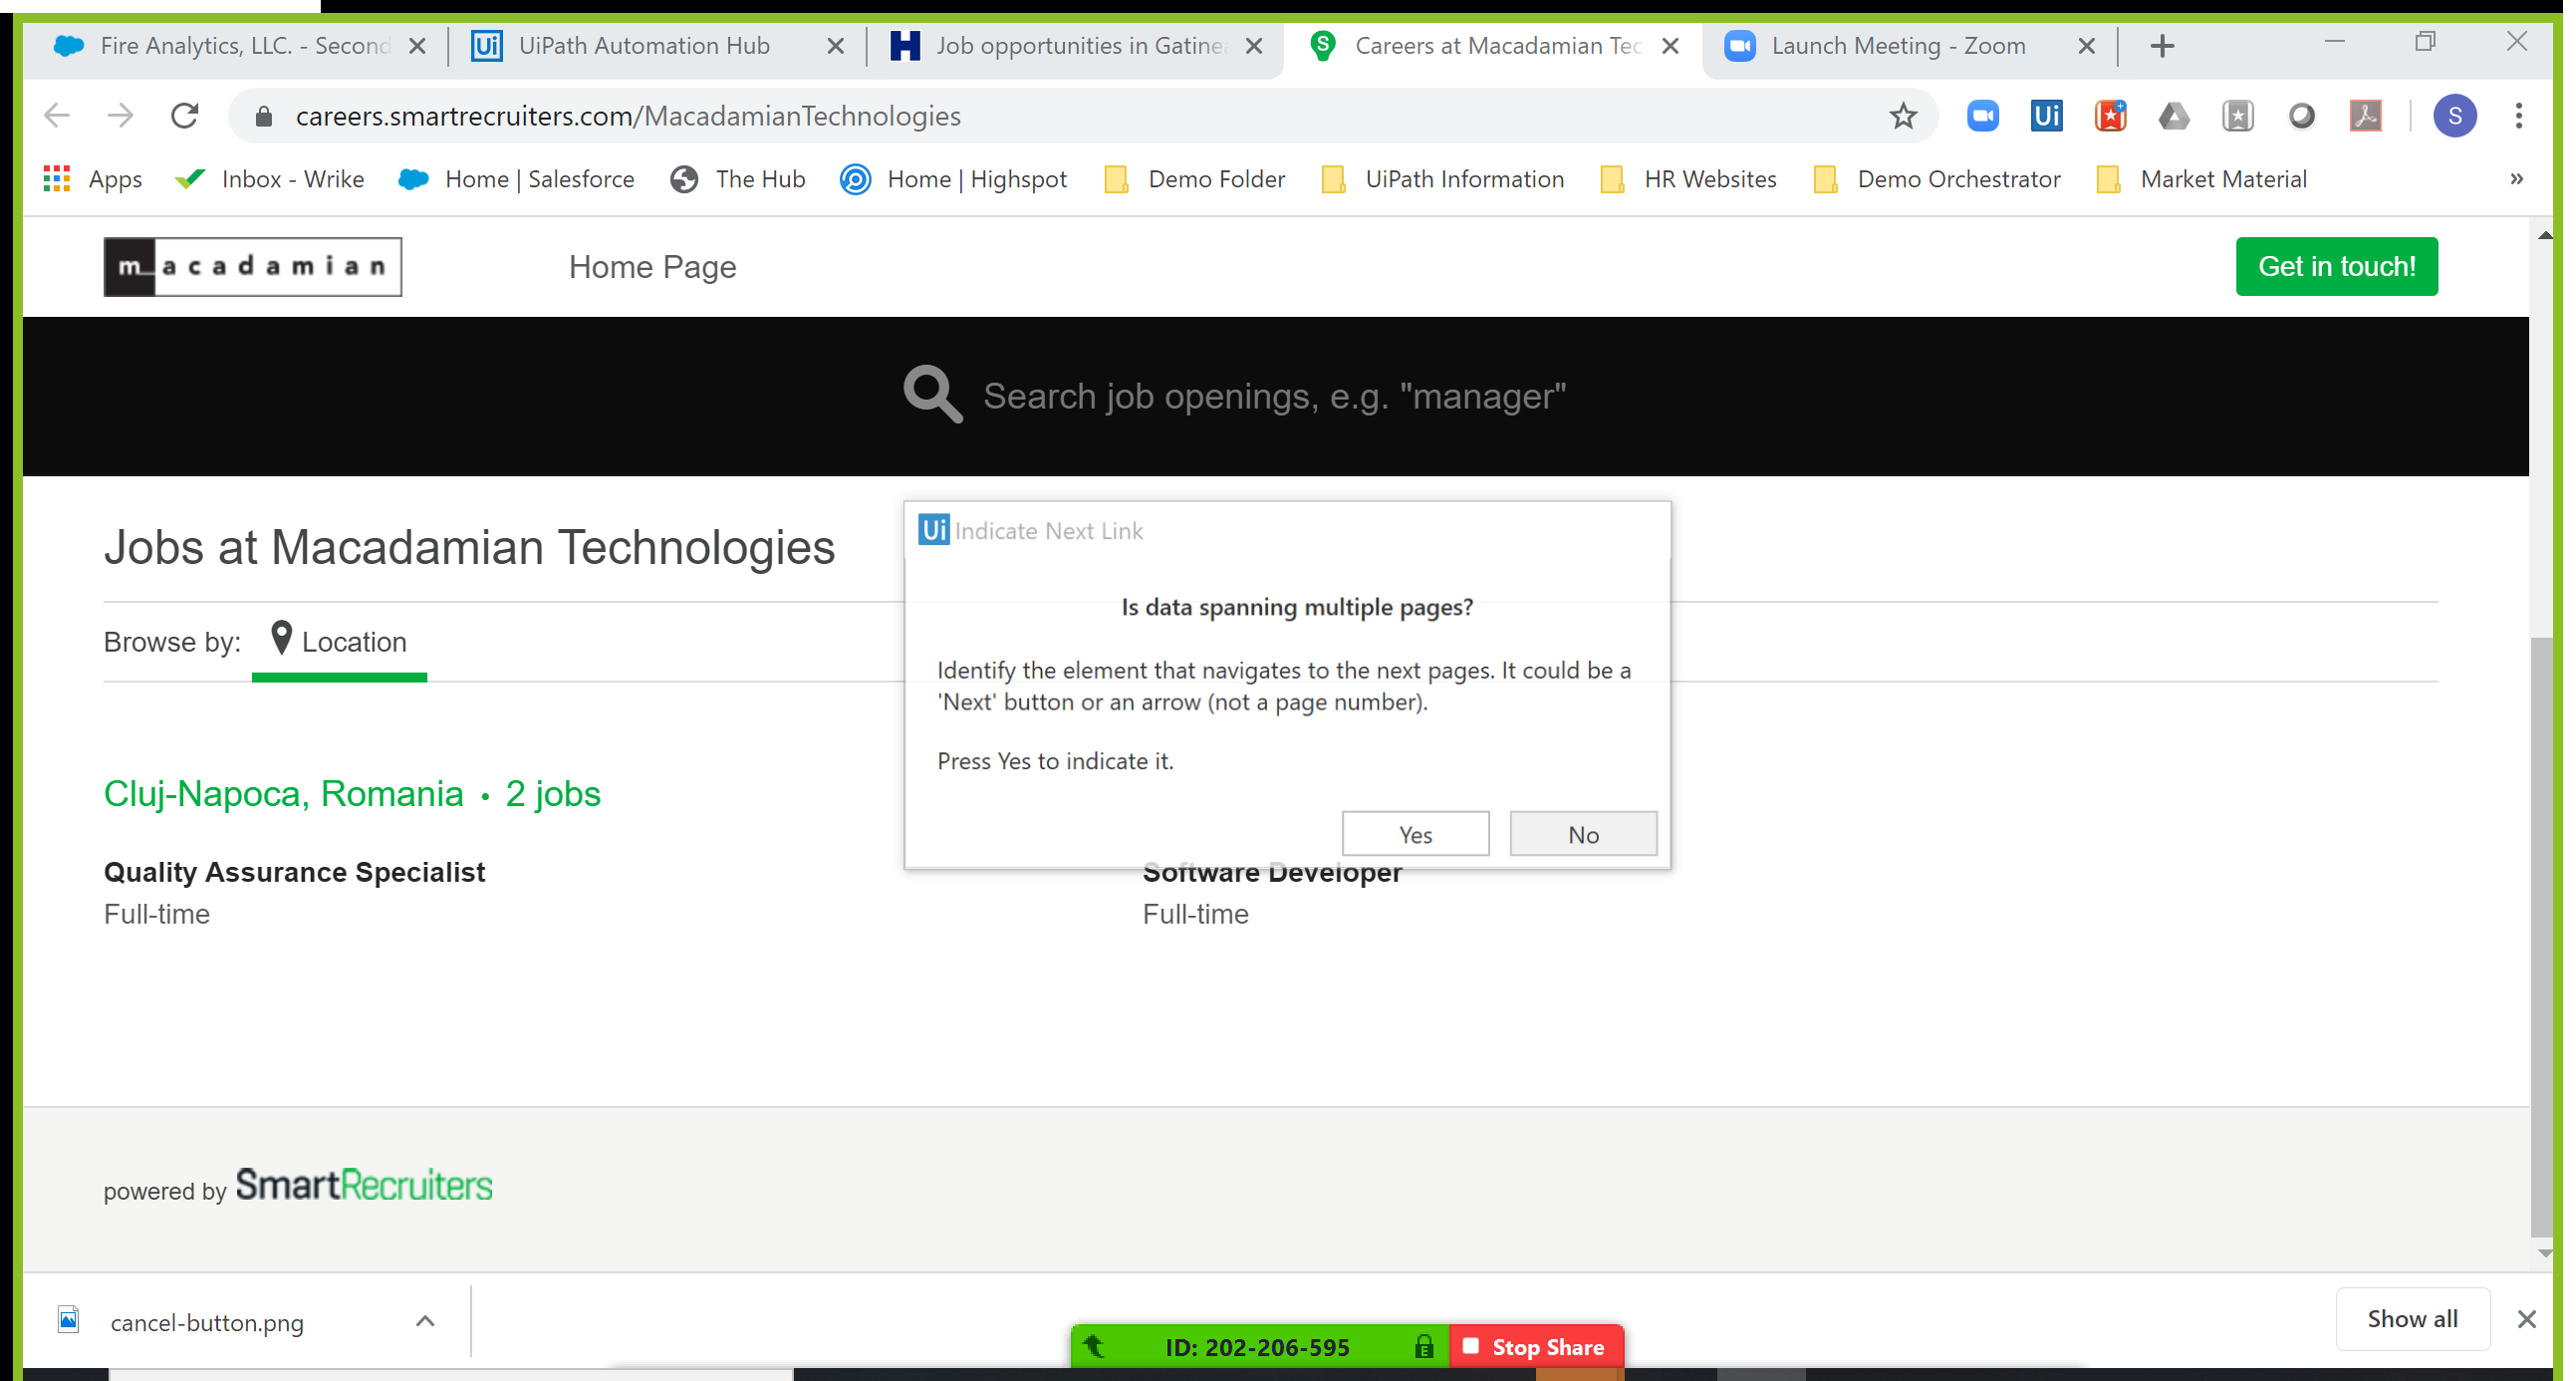 Fire Analytics, LLC. - Second
UiPath Automation Hub
Job opportunities in Gatine
Careers at Macadamian Tec
Launch Meeting - Zoom
careers.smartrecruiters.com/MacadamianTechnologies
Ui
S
Apps
Inbox - Wrike
Home | Salesforce
The Hub
Home | Highspot
Demo Folder
UiPath Information
HR Websites
Demo Orchestrator
Market Material
»
macadamian
Home Page
Get in touch!
Search job openings, e.g. "manager"
Jobs at Macadamian Technologies
Browse by: Location
Ui Indicate Next Link
Is data spanning multiple pages?
Identify the element that navigates to the next pages. It could be a
'Next' button or an arrow (not a page number).
Press Yes to indicate it.
Yes
No
Cluj-Napoca, Romania • 2 jobs
Quality Assurance Specialist
Full-time
Software Developer
Full-time
powered by SmartRecruiters
cancel-button.png
Show all
ID: 202-206-595
Stop Share